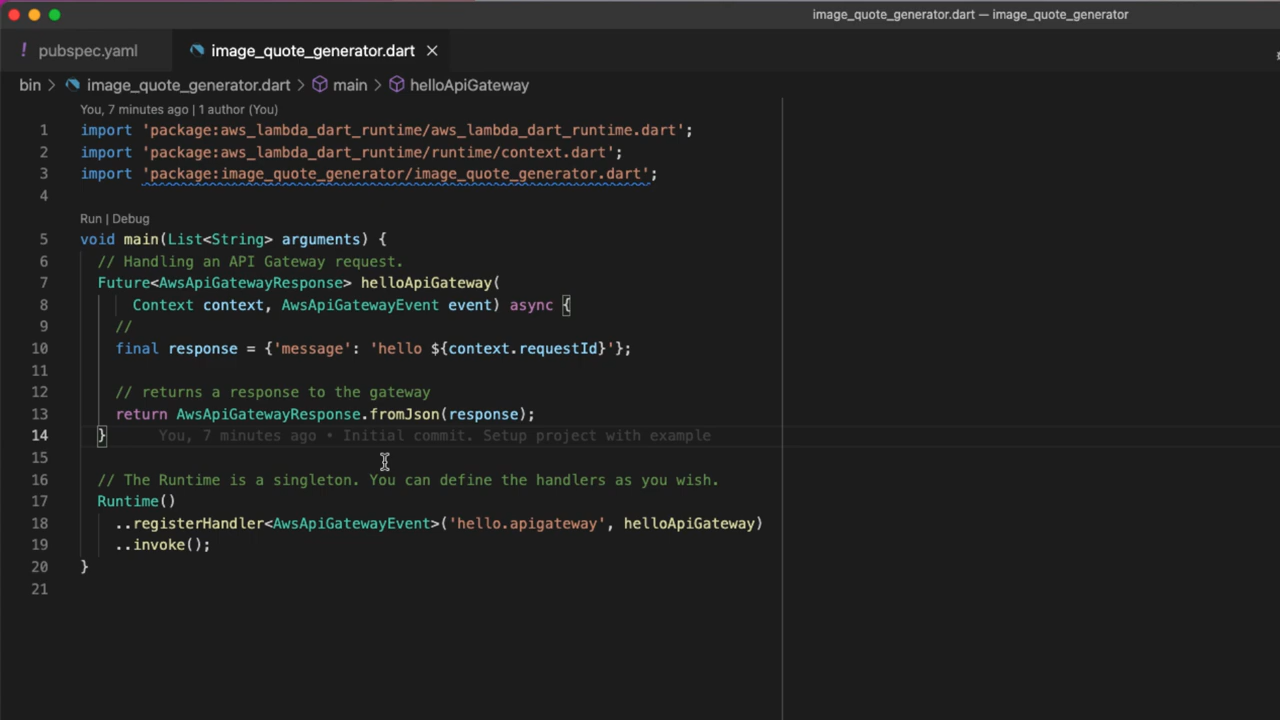 image_quote_generator.dart — image_quote_generator
! pubspec.yaml image_quote_generator.dart ×
bin > image_quote_generator.dart > main > helloApiGateway
You, 7 minutes ago | 1 author (You)
1 import 'package:aws_lambda_dart_runtime/aws_lambda_dart_runtime.dart';
2 import 'package:aws_lambda_dart_runtime/runtime/context.dart';
3 import 'package:image_quote_generator/image_quote_generator.dart';
4
Run | Debug
5 void main(List<String> arguments) {
6 // Handling an API Gateway request.
7 Future<AwsApiGatewayResponse> helloApiGateway(
8 Context context, AwsApiGatewayEvent event) async {
9 //
10 final response = {'message': 'hello ${context.requestId}'};
11
12 // returns a response to the gateway
13 return AwsApiGatewayResponse.fromJson(response);
14 } You, 7 minutes ago • Initial commit. Setup project with example
15
16 // The Runtime is a singleton. You can define the handlers as you wish.
17 Runtime()
18 ..registerHandler<AwsApiGatewayEvent>('hello.apigateway', helloApiGateway)
19 ..invoke();
20 }
21